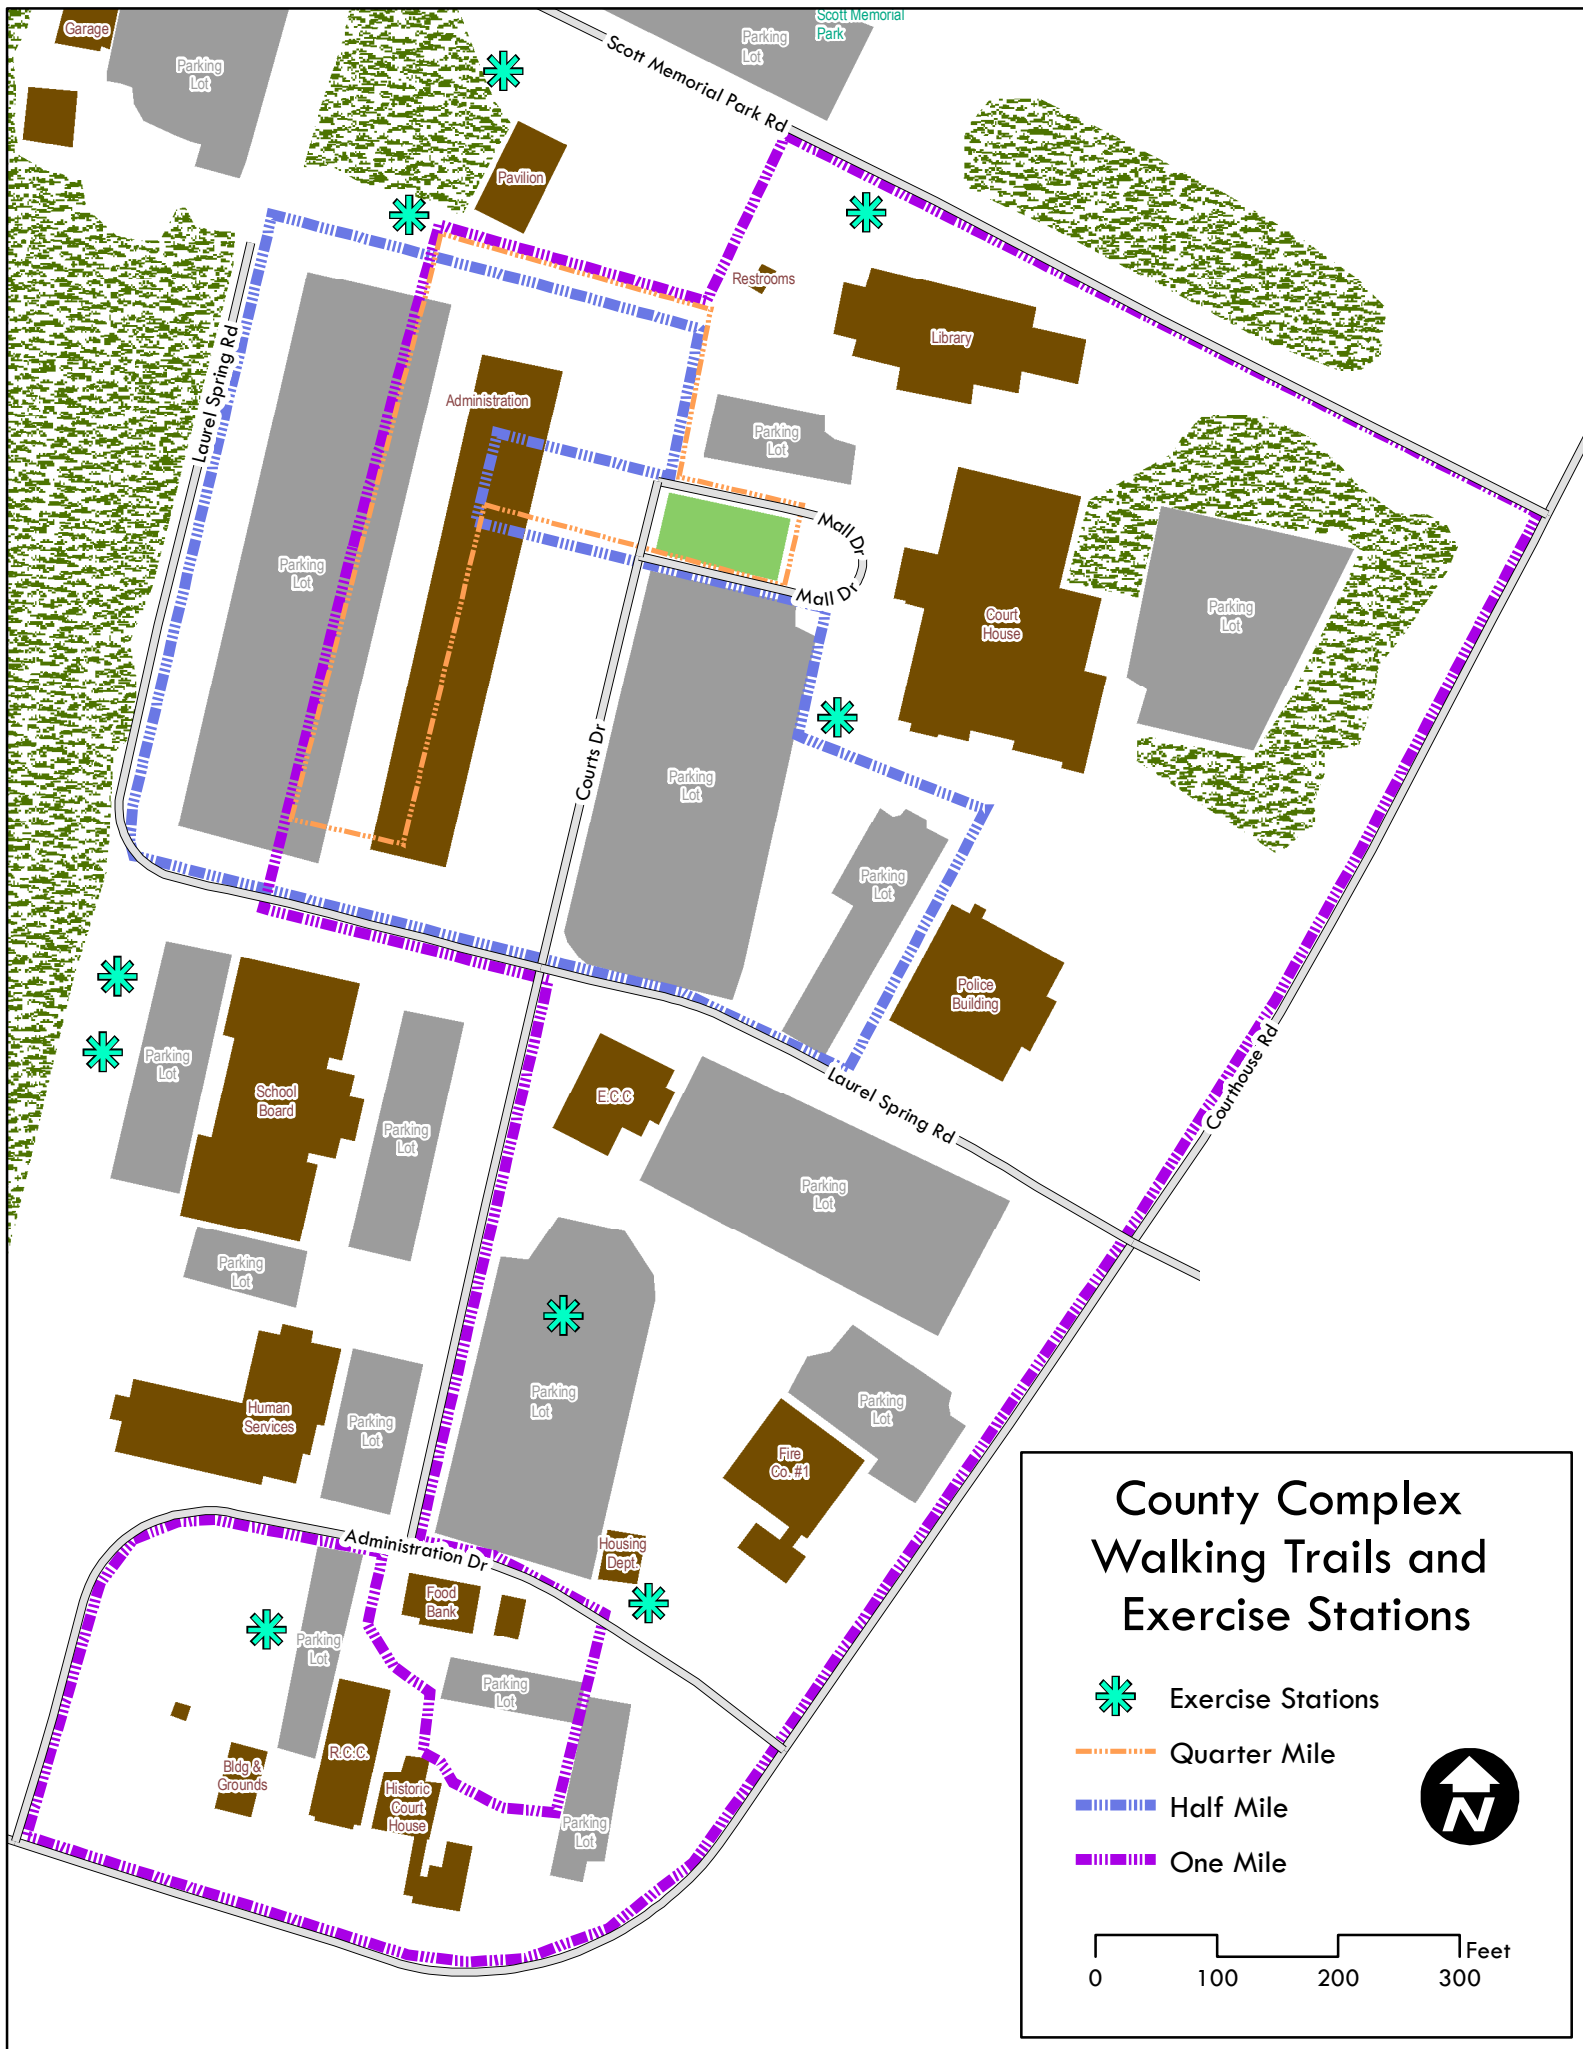 Garage
Parking
Lot
Scott Memorial
Park
Parking
Lot
Scott Memorial Park Rd
Pavilion
Restrooms
Library
Laurel Spring Rd
Administration
Parking
Lot
Mall Dr
Parking
Lot
Mall Dr
Court
House
Parking
Lot
Courts Dr
Parking
Lot
Parking
Lot
Police
Building
Parking
Lot
School
Board
Parking
Lot
E.C.C
Laurel Spring Rd
Courthouse Rd
Parking
Lot
Parking
Lot
Human
Services
Parking
Lot
Parking
Lot
Parking
Lot
Fire
Co. #1
Administration Dr
Housing
Dept.
Food
Bank
Parking
Lot
Parking
Lot
R.C.C.
Bldg &
Grounds
Historic
Court
House
Parking
Lot
County Complex
Walking Trails and
Exercise Stations
Exercise Stations
Quarter Mile
Half Mile
One Mile
N
Feet
0 100 200 300